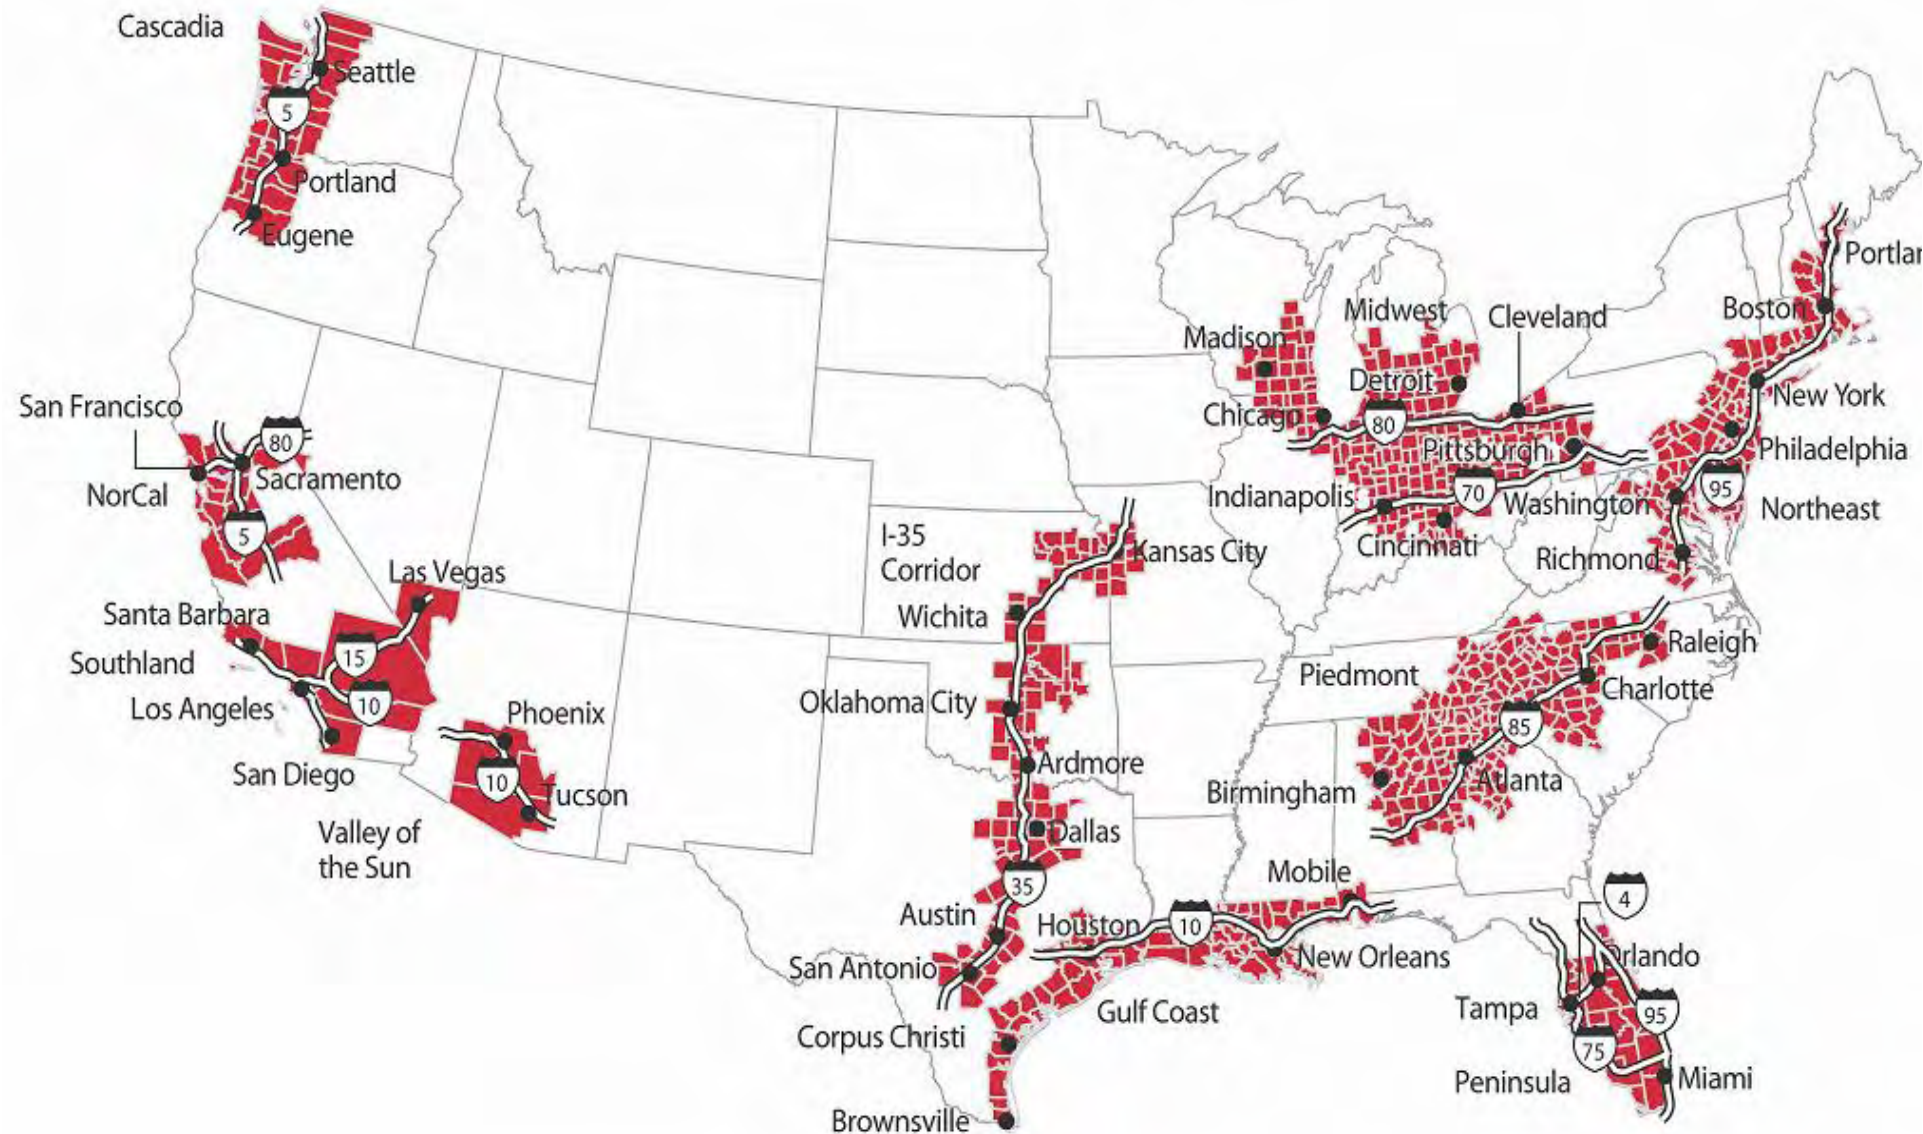 Cascadia
Seattle
5
Portland
Eugene
San Francisco
80
Sacramento
NorCal
5
Las Vegas
Santa Barbara
15
Southland
10
Los Angeles
San Diego
Phoenix
10
Tucson
Valley of
the Sun
I-35
Corridor
Kansas City
Wichita
Oklahoma City
Ardmore
Dallas
35
Austin
San Antonio
Houston
10
Mobile
New Orleans
Gulf Coast
Corpus Christi
Brownsville
Midwest
Madison
Cleveland
Detroit
Chicago
80
Pittsburgh
Indianapolis
70
Cincinnati
Portlan
Boston
New York
Philadelphia
95
Washington
Northeast
Richmond
Raleigh
Piedmont
Charlotte
85
Birmingham
Atlanta
4
Orlando
Tampa
95
75
Peninsula
Miami